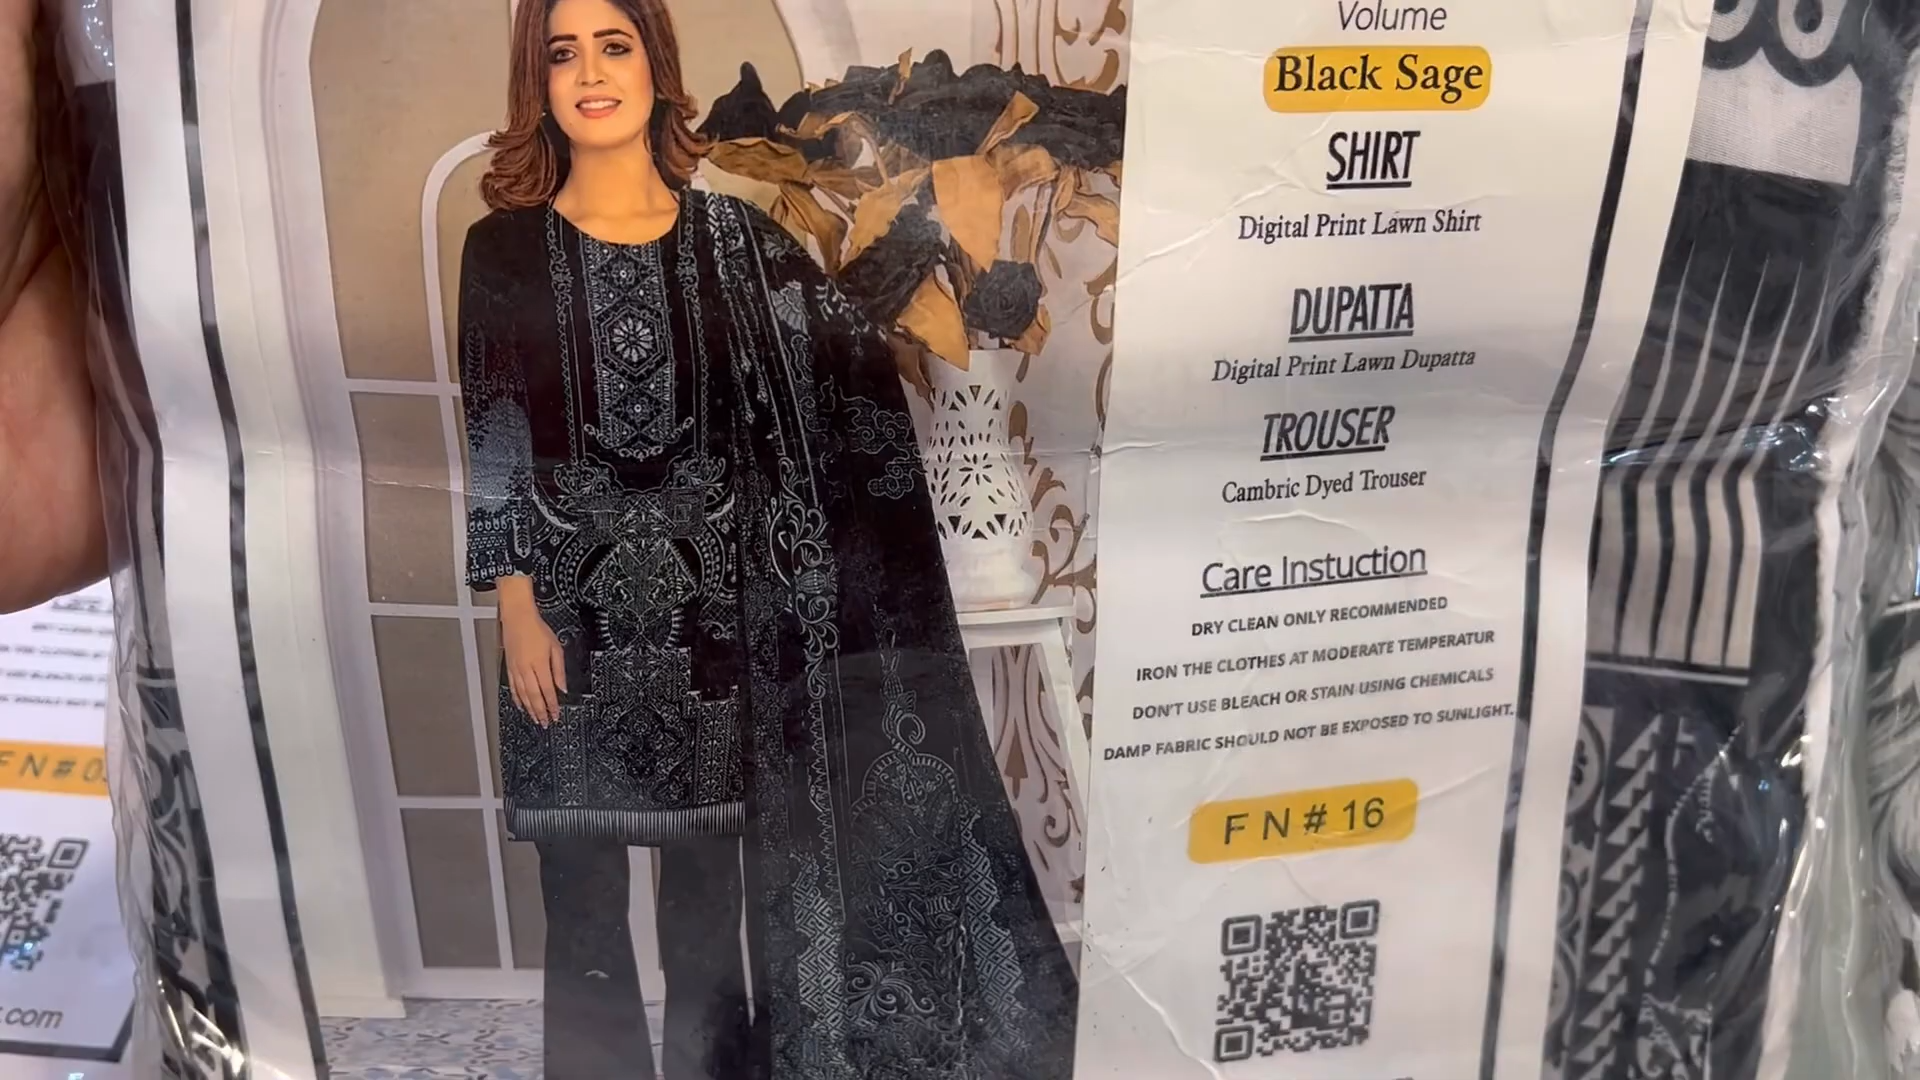 Volume
Black Sage
SHIRT
Digital Print Lawn Shirt
DUPATTA
Digital Print Lawn Dupatta
TROUSER
Cambric Dyed Trouser
Care Instuction
DRY CLEAN ONLY RECOMMENDED
IRON THE CLOTHES AT MODERATE TEMPERATUR
DON'T USE BLEACH OR STAIN USING CHEMICALS
DAMP FABRIC SHOULD NOT BE EXPOSED TO SUNLIGHT.
F N # 16
F N # 0
.com